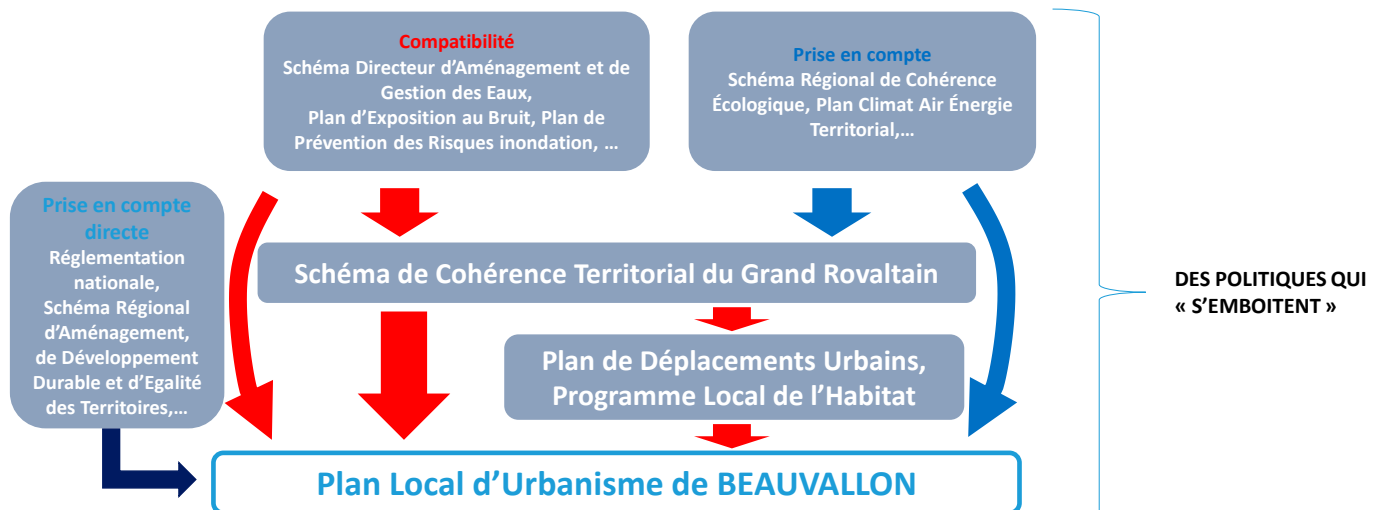 Compatibilité
Schéma Directeur d'Aménagement et de
Gestion des Eaux,
Plan d'Exposition au Bruit, Plan de
Prévention des Risques inondation, …
Prise en compte
Schéma Régional de Cohérence
Écologique, Plan Climat Air Énergie
Territorial,…
Prise en compte
directe
Réglementation
nationale,
Schéma Régional
d'Aménagement,
de Développement
Durable et d'Egalité
des Territoires,…
Schéma de Cohérence Territorial du Grand Rovaltain
Plan de Déplacements Urbains,
Programme Local de l'Habitat
Plan Local d'Urbanisme de BEAUVALLON
DES POLITIQUES QUI
« S'EMBOITENT »